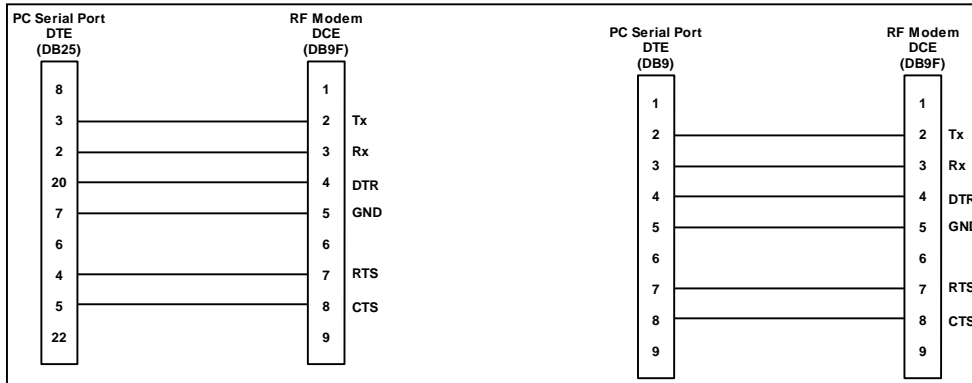 PC Serial Port
DTE
(DB25)
RF Modem
DCE
(DB9F)
8
1
3
2
Tx
2
3
Rx
20
4
DTR
7
5
GND
6
6
4
7
RTS
5
8
CTS
22
9
PC Serial Port
DTE
(DB9)
RF Modem
DCE
(DB9F)
1
1
2
2
Tx
3
3
Rx
4
4
DTR
5
5
GND
6
6
7
7
RTS
8
8
CTS
9
9